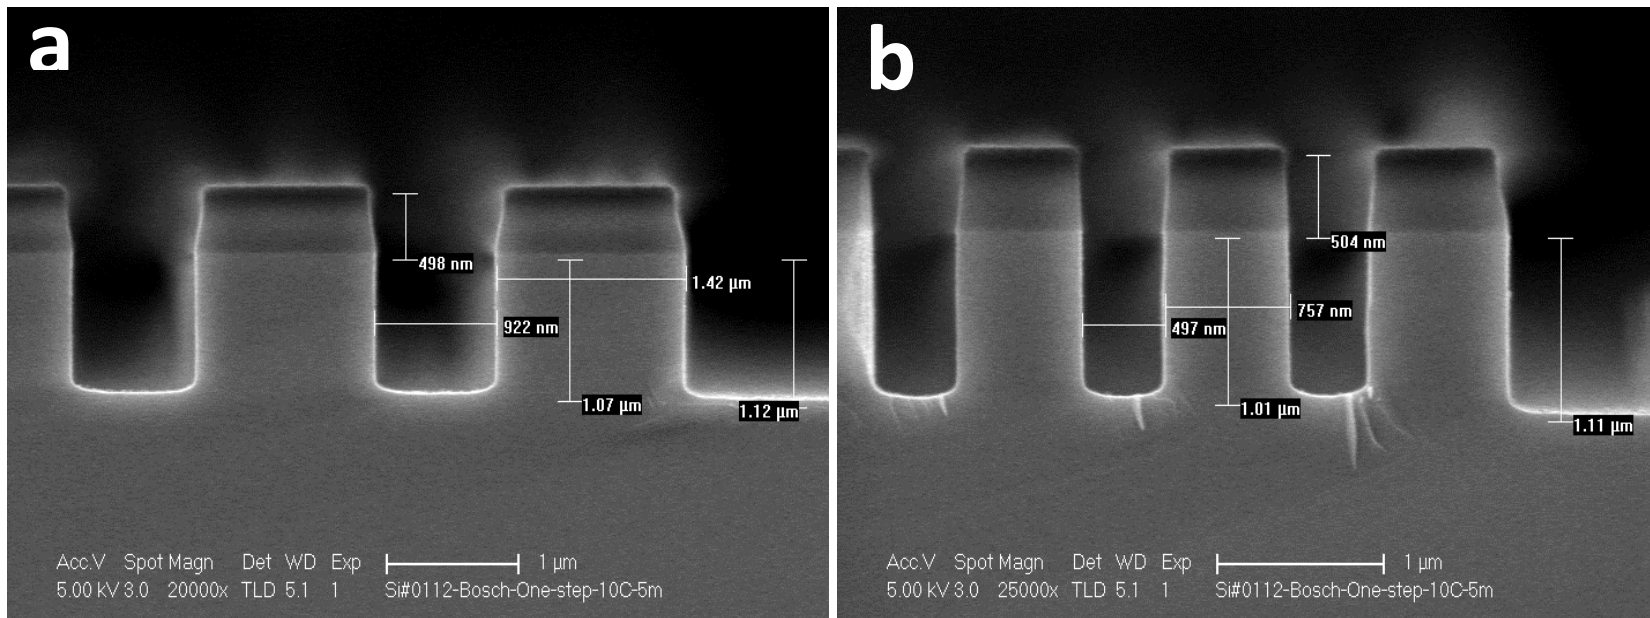 a
498 nm
1.42 µm
922 nm
1.07 µm
1.12 µm
Acc.V Spot Magn Det WD Exp 1 µm
5.00 kV 3.0 20000x TLD 5.1 1 Si#0112-Bosch-One-step-10C-5m
b
504 nm
757 nm
497 nm
1.01 µm
1.11 µm
Acc.V Spot Magn Det WD Exp 1 µm
5.00 kV 3.0 25000x TLD 5.1 1 Si#0112-Bosch-One-step-10C-5m